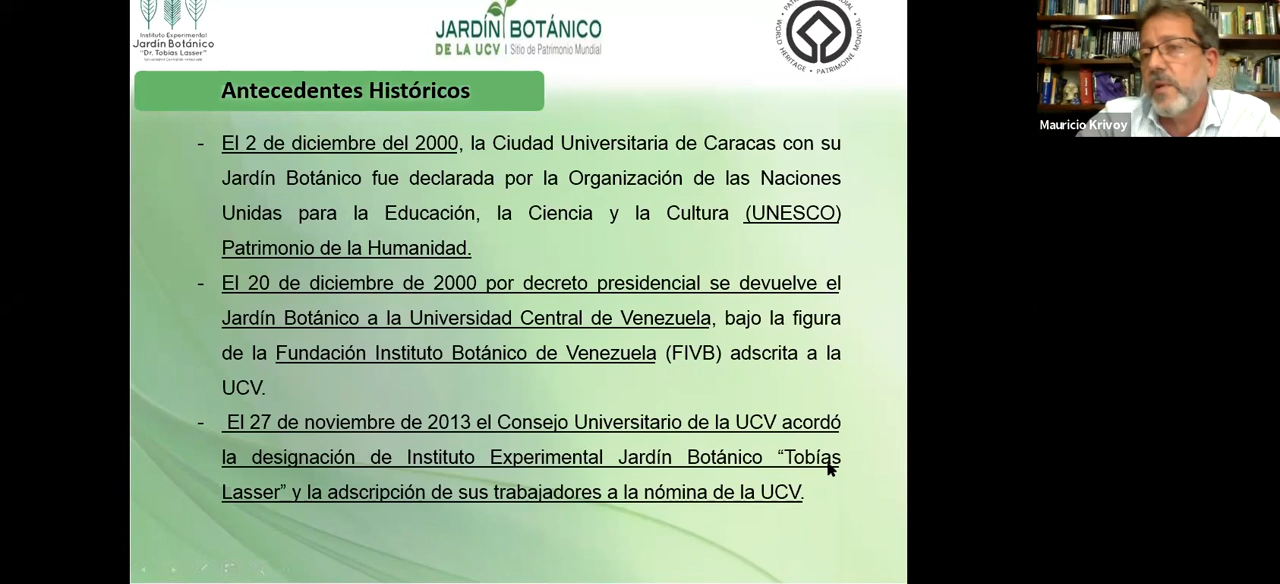 Instituto Experimental
Jardín Botánico
"Dr. Tobías Lasser"
JARDÍN BOTÁNICO
DE LA UCV | Sitio de Patrimonio Mundial
WORLD HERITAGE • PATRIMOINE MONDIAL •
Mauricio Krivoy
Antecedentes Históricos
- El 2 de diciembre del 2000, la Ciudad Universitaria de Caracas con su
Jardín Botánico fue declarada por la Organización de las Naciones
Unidas para la Educación, la Ciencia y la Cultura (UNESCO)
Patrimonio de la Humanidad.
- El 20 de diciembre de 2000 por decreto presidencial se devuelve el
Jardín Botánico a la Universidad Central de Venezuela, bajo la figura
de la Fundación Instituto Botánico de Venezuela (FIVB) adscrita a la
UCV.
- El 27 de noviembre de 2013 el Consejo Universitario de la UCV acordó
la designación de Instituto Experimental Jardín Botánico “Tobías
Lasser” y la adscripción de sus trabajadores a la nómina de la UCV.